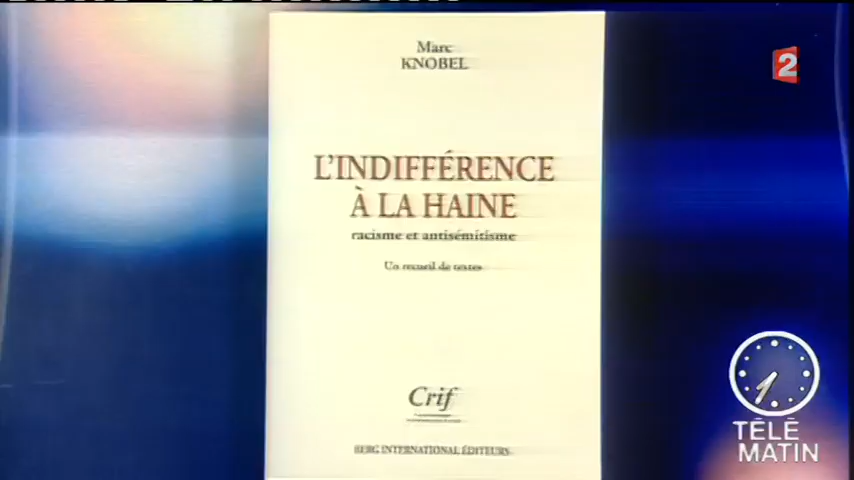 Marc
KNOBEL
2
L'INDIFFÉRENCE
À LA HAINE
racisme et antisémitisme
Un recueil de textes
Crif
BERG INTERNATIONAL ÉDITEURS
TÉLÉ
MATIN